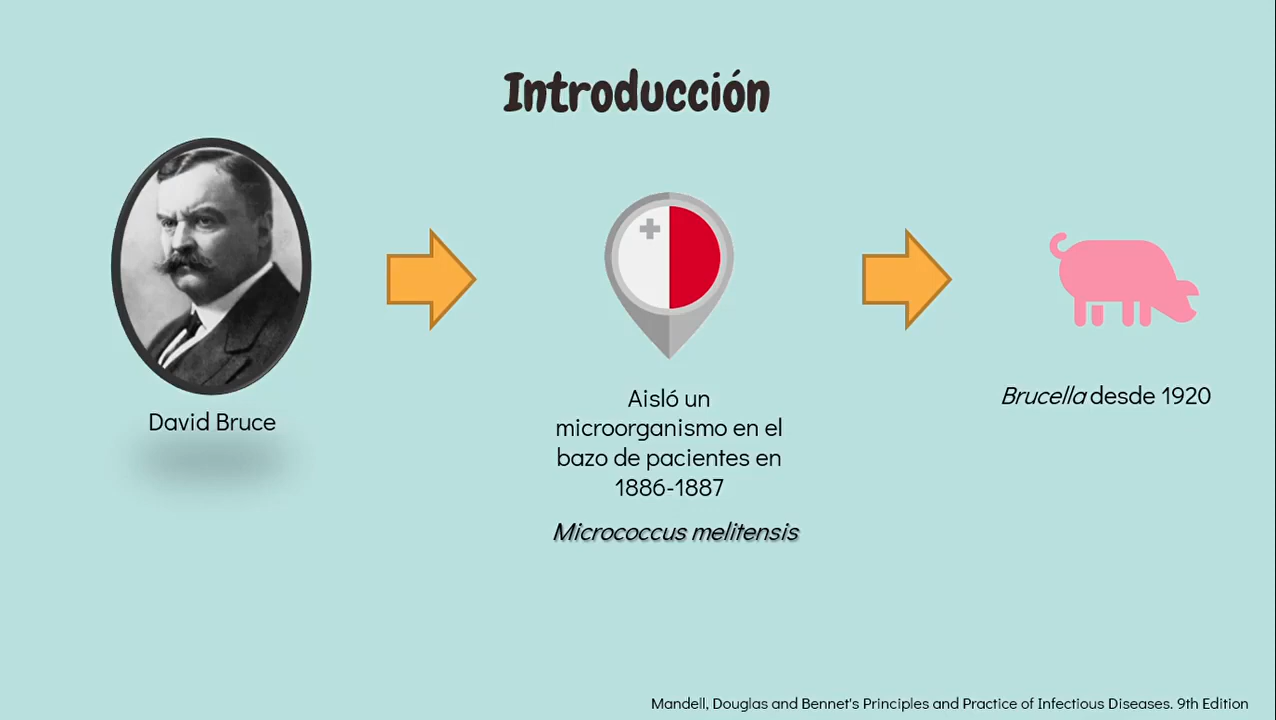 Introducción
David Bruce
Aisló un
microorganismo en el
bazo de pacientes en
1886-1887
Micrococcus melitensis
Brucella desde 1920
Mandell, Douglas and Bennet's Principles and Practice of Infectious Diseases. 9th Edition